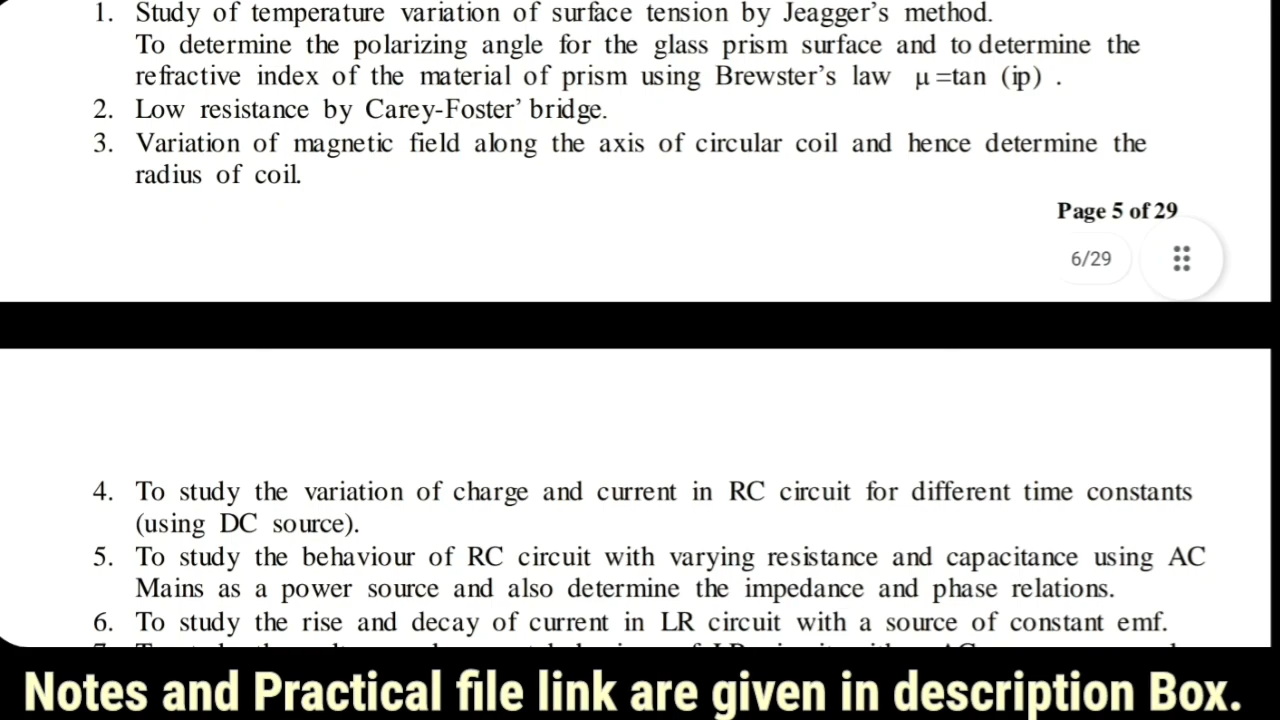 1. Study of temperature variation of surface tension by Jeagger's method.
To determine the polarizing angle for the glass prism surface and to determine the
refractive index of the material of prism using Brewster's law μ=tan (ip) .
2. Low resistance by Carey-Foster' bridge.
3. Variation of magnetic field along the axis of circular coil and hence determine the
radius of coil.
Page 5 of 29
6/29
4. To study the variation of charge and current in RC circuit for different time constants
(using DC source).
5. To study the behaviour of RC circuit with varying resistance and capacitance using AC
Mains as a power source and also determine the impedance and phase relations.
6. To study the rise and decay of current in LR circuit with a source of constant emf.
Notes and Practical file link are given in description Box.